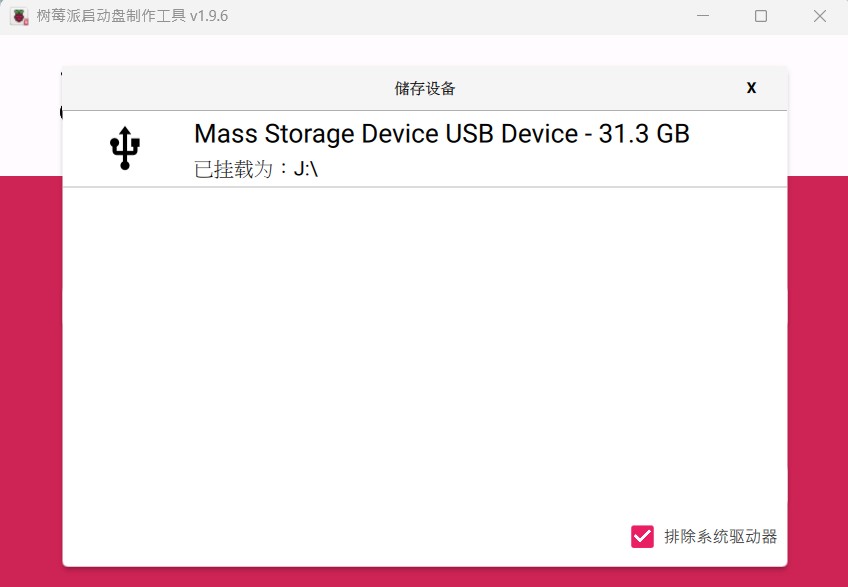 树莓派启动盘制作工具 v1.9.6
储存设备
X
Mass Storage Device USB Device - 31.3 GB
已挂载为：J:\
排除系统驱动器